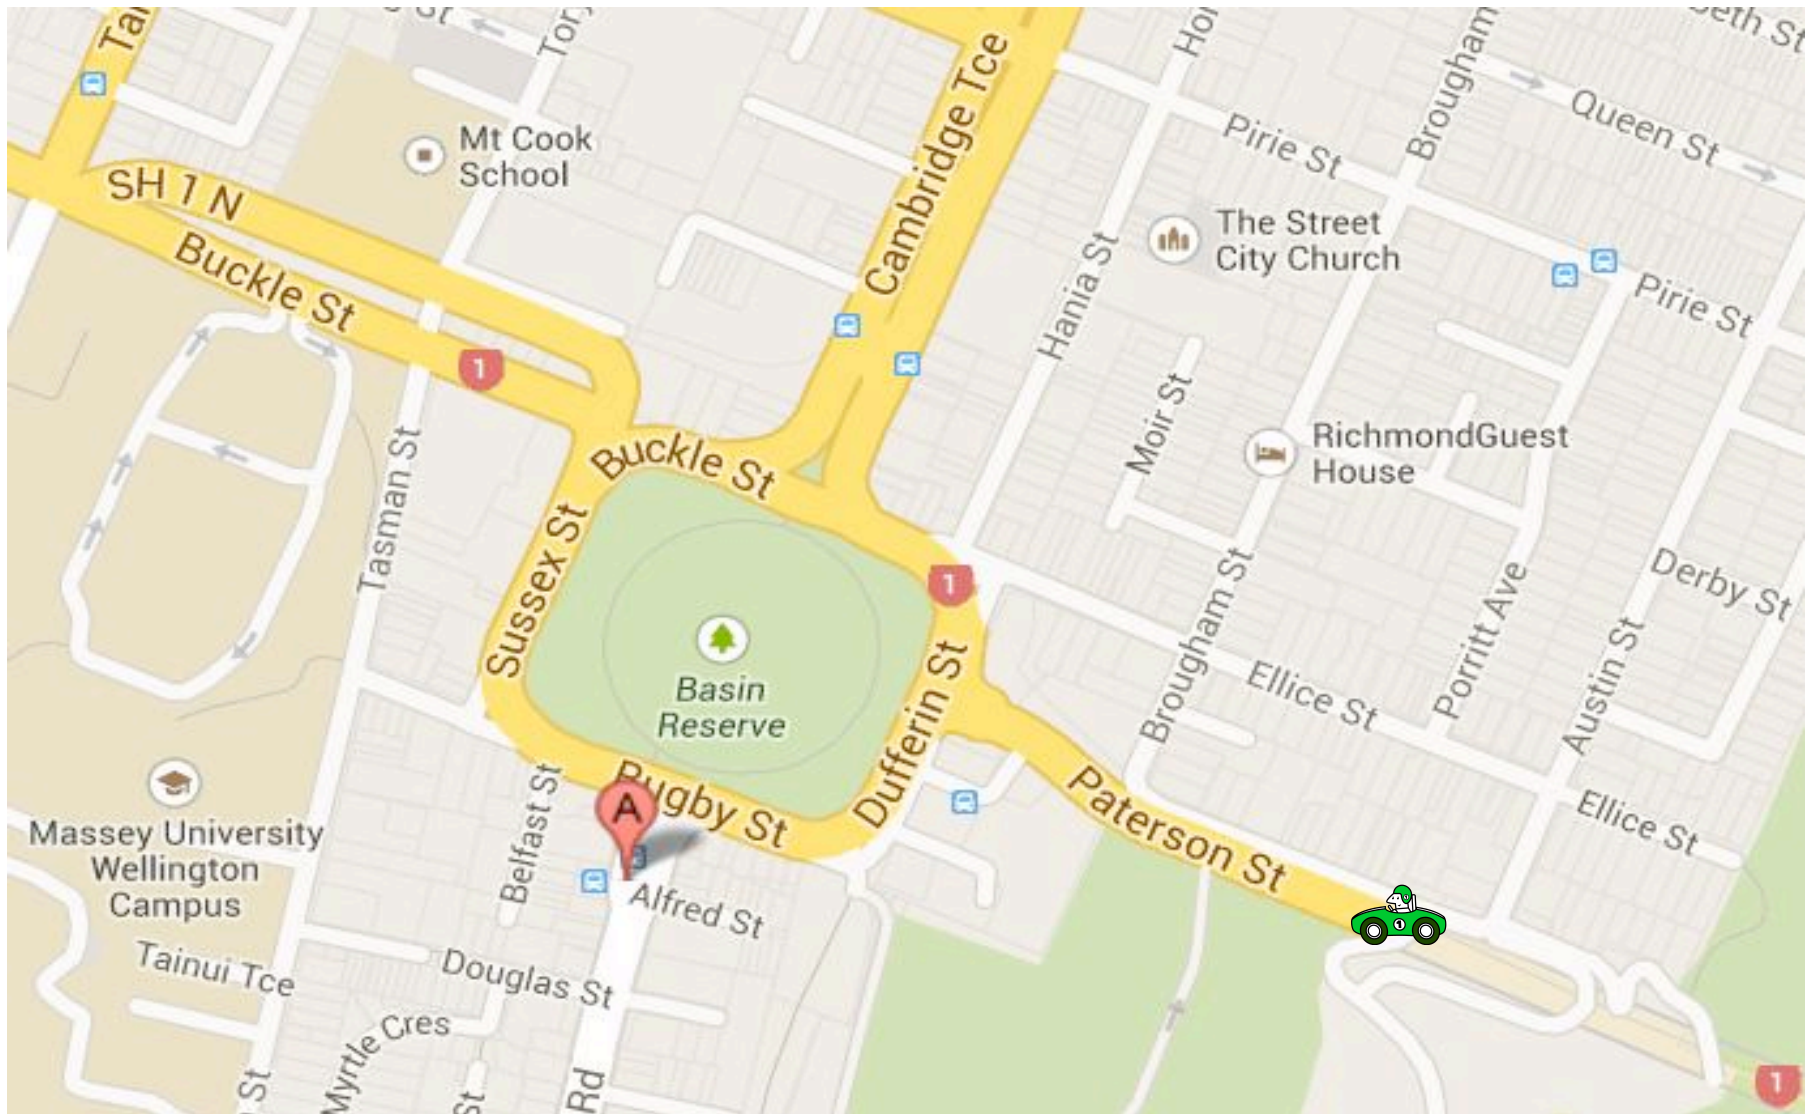 Queen St
Brougham
Cambridge Tce
Pirie St
Mt Cook
School
SH 1 N
The Street
City Church
Buckle St
Hania St
Pirie St
1
Moir St
RichmondGuest
House
Buckle St
Tasman St
Sussex St
1
Derby St
Brougham St
Porritt Ave
Austin St
Basin
Reserve
Dufferin St
Ellice St
Massey University
Wellington
Campus
Belfast St
Rugby St
A
Paterson St
Ellice St
Alfred St
1
Tainui Tce
Douglas St
Myrtle Cres
St
St
Rd
1